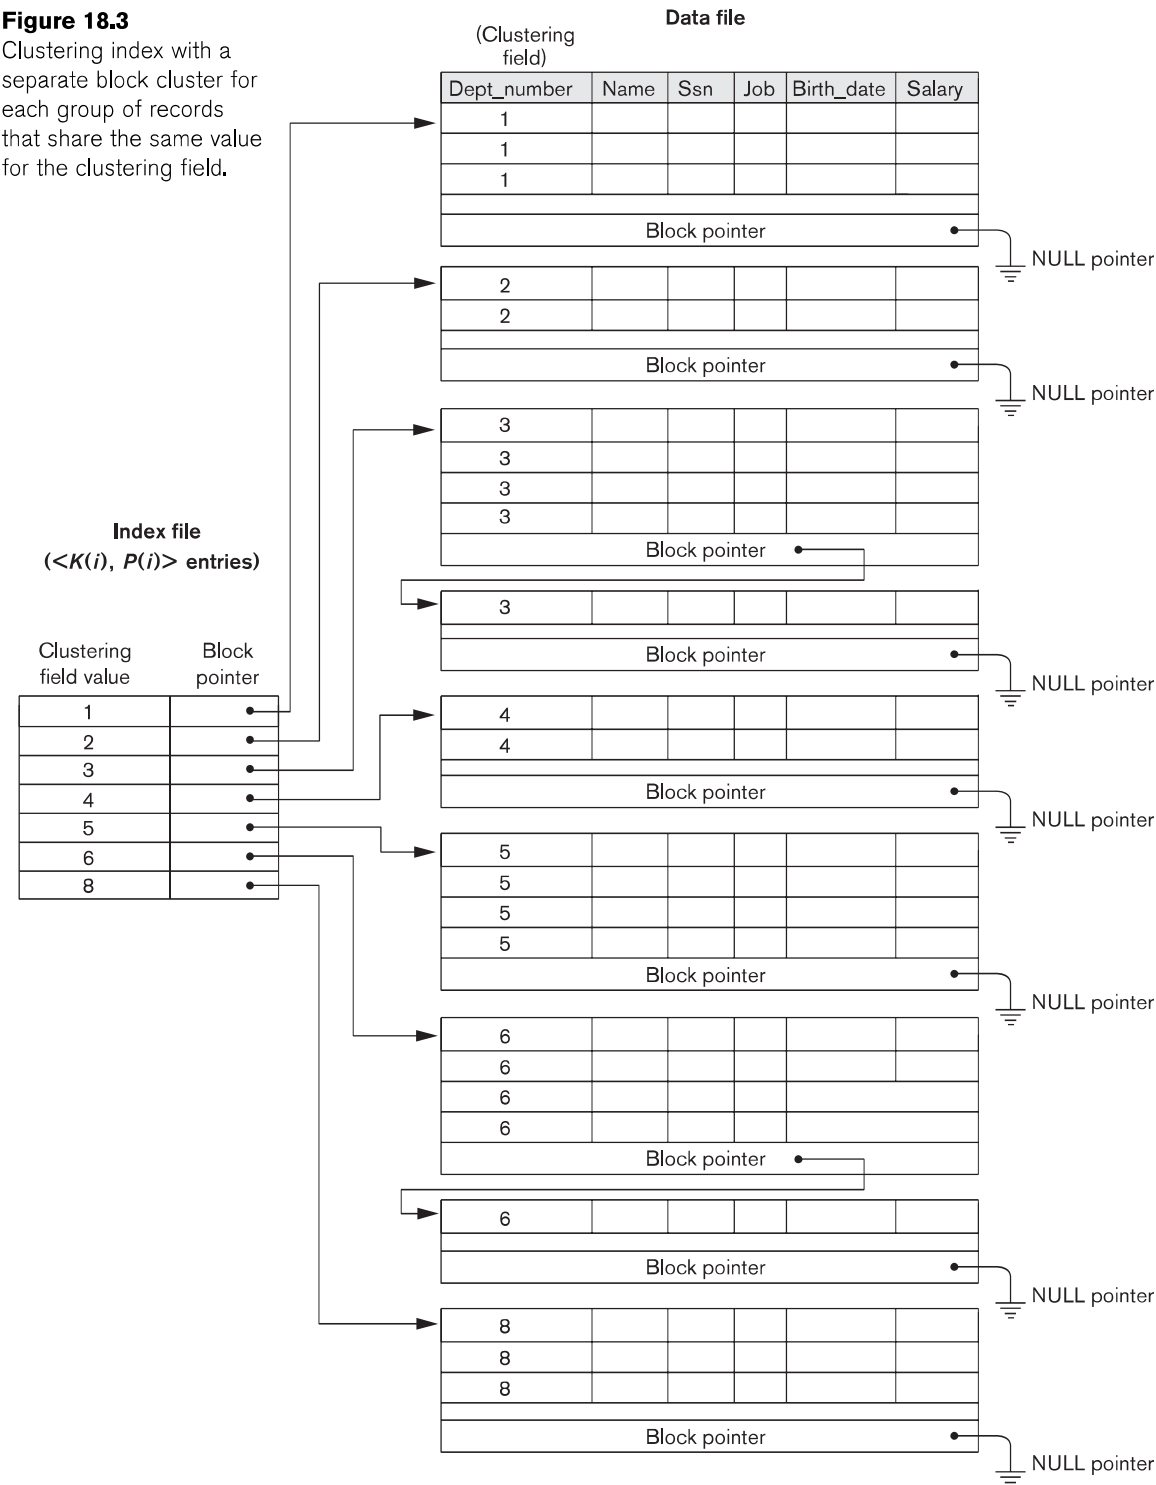 Figure 18.3
Clustering index with a
separate block cluster for
each group of records
that share the same value
for the clustering field.
Data file
(Clustering
field)
Dept_number Name Ssn Job Birth_date Salary
1
1
1
Block pointer
NULL pointer
2
2
Block pointer
NULL pointer
3
3
3
3
Block pointer
3
Block pointer
NULL pointer
Index file
(<K(i), P(i)> entries)
Clustering
field value
Block
pointer
1
2
3
4
5
6
8
4
4
Block pointer
NULL pointer
5
5
5
5
Block pointer
NULL pointer
6
6
6
6
Block pointer
6
Block pointer
NULL pointer
8
8
8
Block pointer
NULL pointer